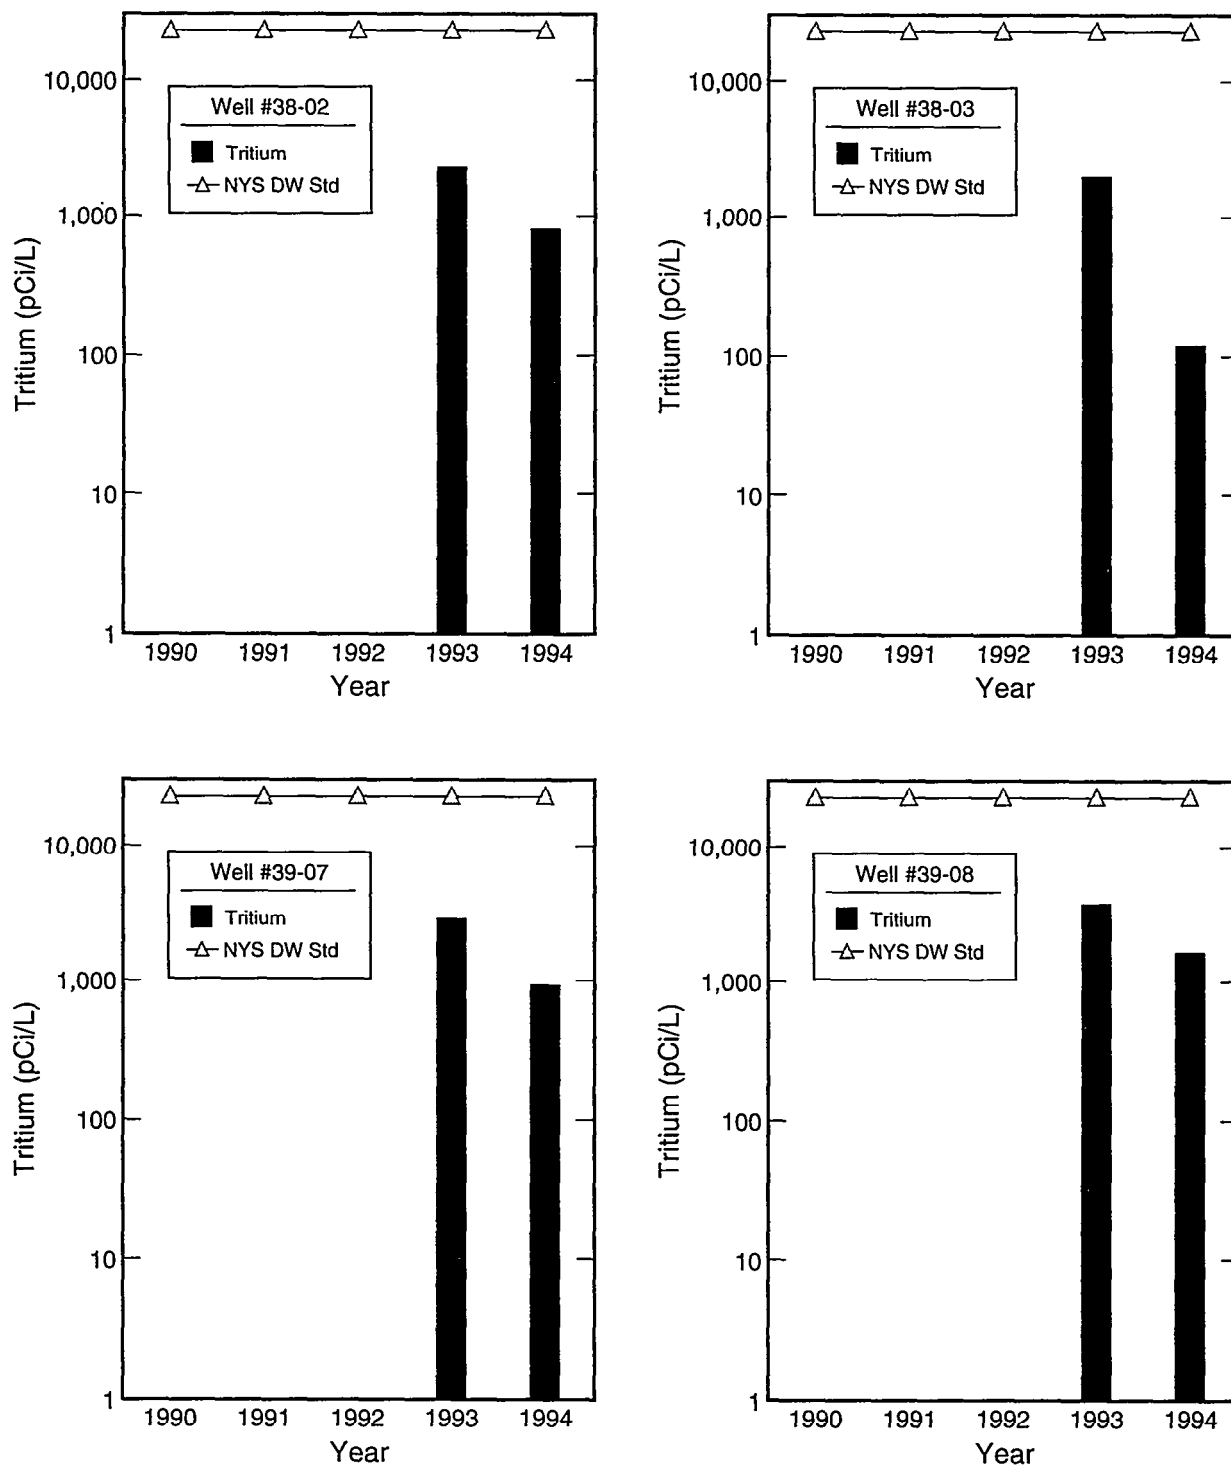 10,000
1,000
100
10
1
Tritium (pCi/L)
Well #38-02
Tritium
NYS DW Std
1990 1991 1992 1993 1994
Year
10,000
1,000
100
10
1
Tritium (pCi/L)
Well #38-03
Tritium
NYS DW Std
1990 1991 1992 1993 1994
Year
10,000
1,000
100
10
1
Tritium (pCi/L)
Well #39-07
Tritium
NYS DW Std
1990 1991 1992 1993 1994
Year
10,000
1,000
100
10
1
Tritium (pCi/L)
Well #39-08
Tritium
NYS DW Std
1990 1991 1992 1993 1994
Year